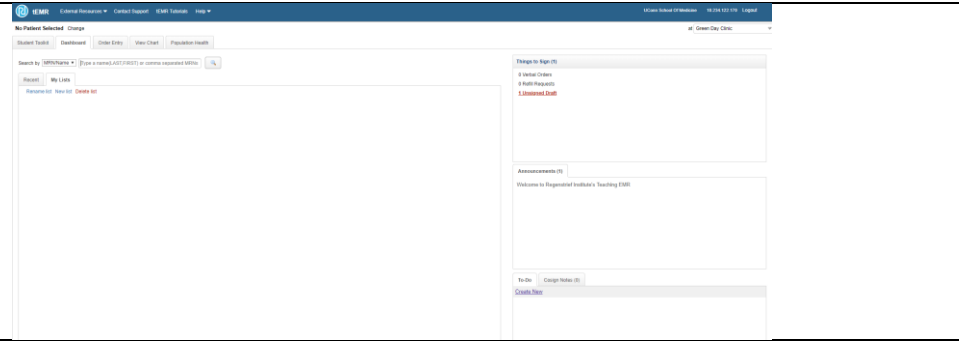 tEMR External Resources Contact Support tEMR Tutorials Help UConn School Of Medicine Logout
No Patient Selected Change at Green Day Clinic
Student Toolkit Dashboard Order Entry View Chart Population Health
Search by MRN/Name Type a name(LAST,FIRST) or comma separated MRNs
Recent My Lists
Rename list New list Delete list
Things to Sign (1)
0 Verbal Orders
0 Refill Requests
1 Unsigned Draft
Announcements (1)
Welcome to Regenstrief Institute's Teaching EMR
To-Do Cosign Notes (0)
Create New